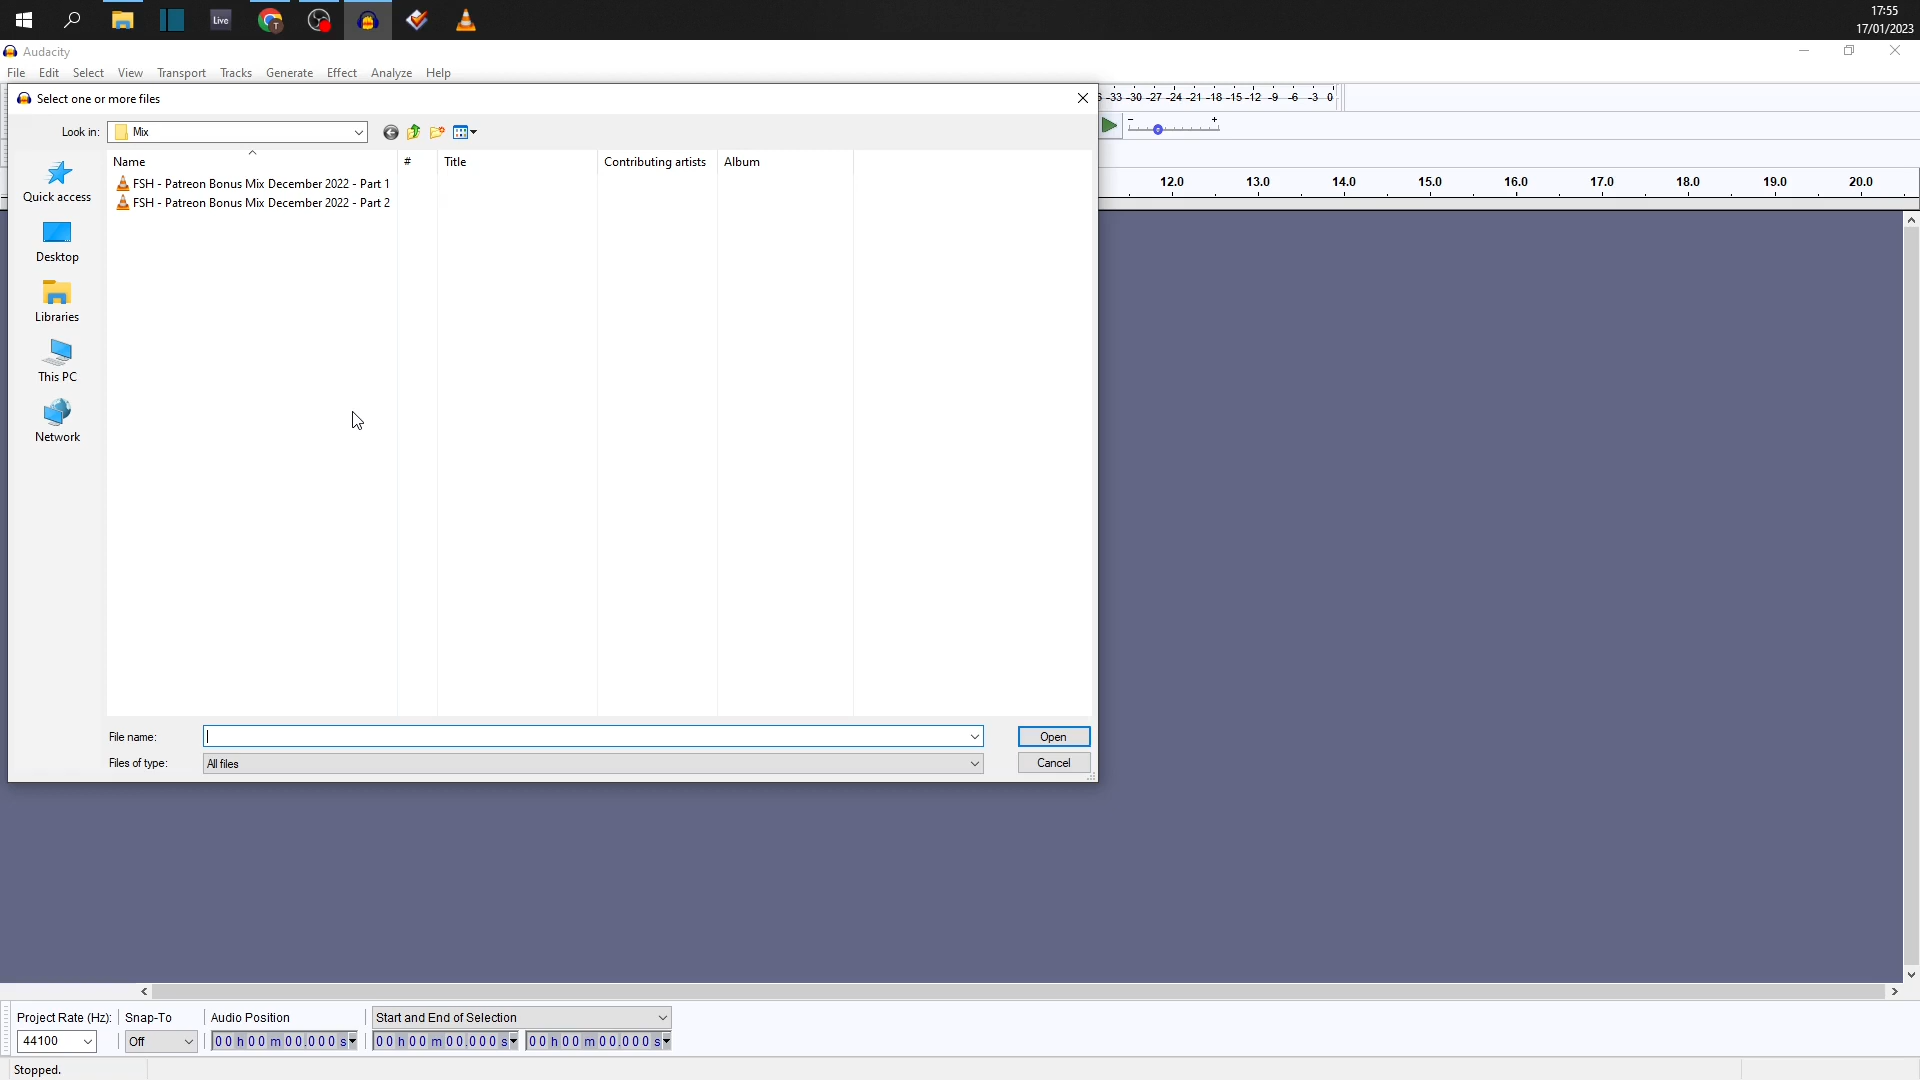 Live
17:55
17/01/2023
Audacity
File Edit Select View Transport Tracks Generate Effect Analyze Help
Select one or more files
-33 -30 -27 -24 -21 -18 -15 -12 -9 -6 -3 0
Look in: Mix
- +
Name # Title Contributing artists Album
12.0 13.0 14.0 15.0 16.0 17.0 18.0 19.0 20.0
FSH - Patreon Bonus Mix December 2022 - Part 1
FSH - Patreon Bonus Mix December 2022 - Part 2
Quick access
Desktop
Libraries
This PC
Network
File name: Open
Files of type: All files Cancel
Project Rate (Hz): Snap-To Audio Position Start and End of Selection
44100 Off 00 h 00 m 00.000 s 00 h 00 m 00.000 s 00 h 00 m 00.000 s
Stopped.